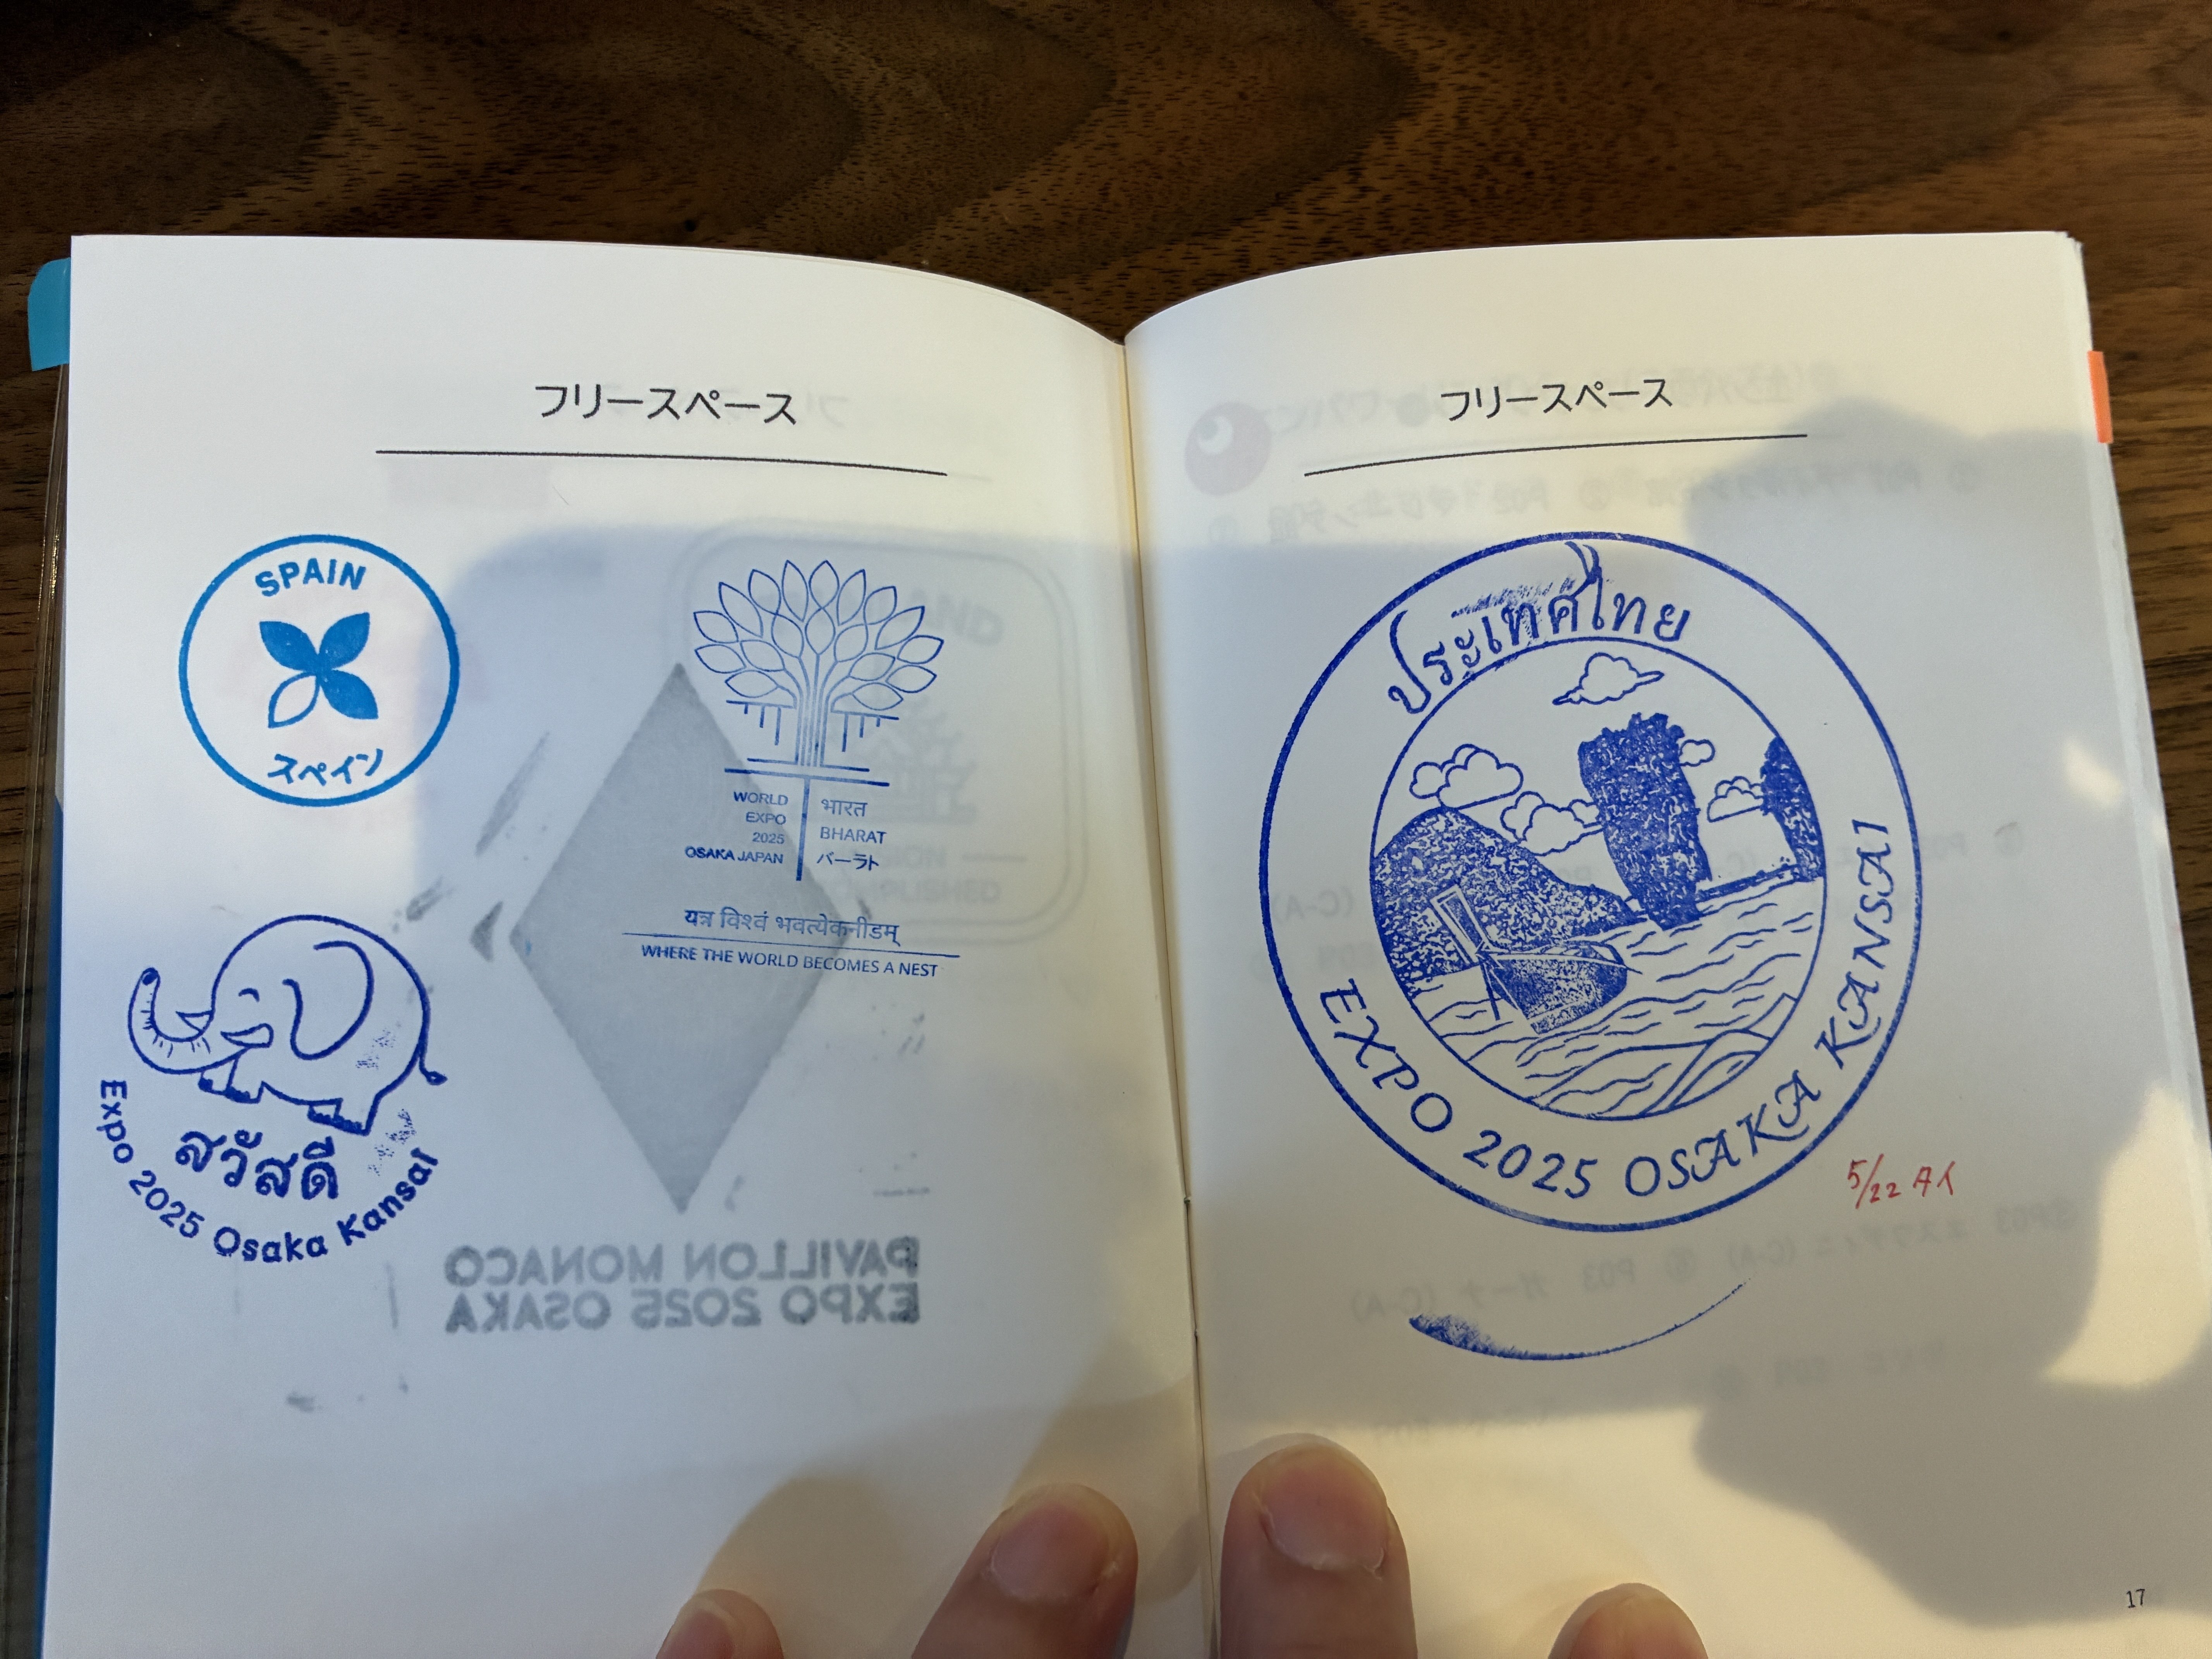 フリースペース
SPAIN
スペイン
WORLD
EXPO
2025
OSAKA JAPAN
भारत
BHARAT
バーラト
यत्र विश्वं भवत्येकनीडम्
WHERE THE WORLD BECOMES A NEST
สวัสดี
Expo 2025 Osaka Kansai
PAVILLON MONACO
EXPO 2025 OSAKA
フリースペース
ประเทศไทย
EXPO 2025 OSAKA KANSAI
5/22 タイ
17